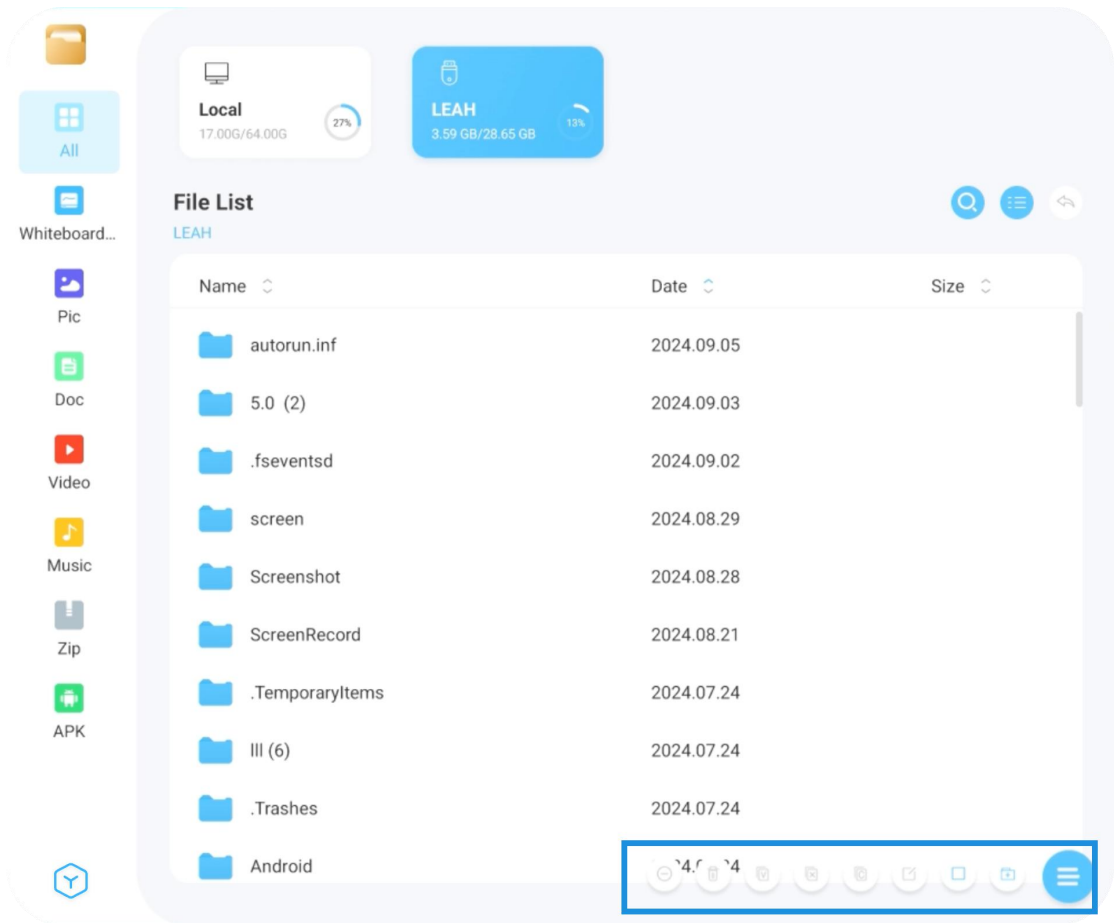 All
Whiteboard...
Pic
Doc
Video
Music
Zip
APK
Local
17.00G/64.00G
27%
LEAH
3.59 GB/28.65 GB
13%
File List
LEAH
Name Date Size
autorun.inf 2024.09.05
5.0 (2) 2024.09.03
.fseventsd 2024.09.02
screen 2024.08.29
Screenshot 2024.08.28
ScreenRecord 2024.08.21
.TemporaryItems 2024.07.24
lll (6) 2024.07.24
.Trashes 2024.07.24
Android